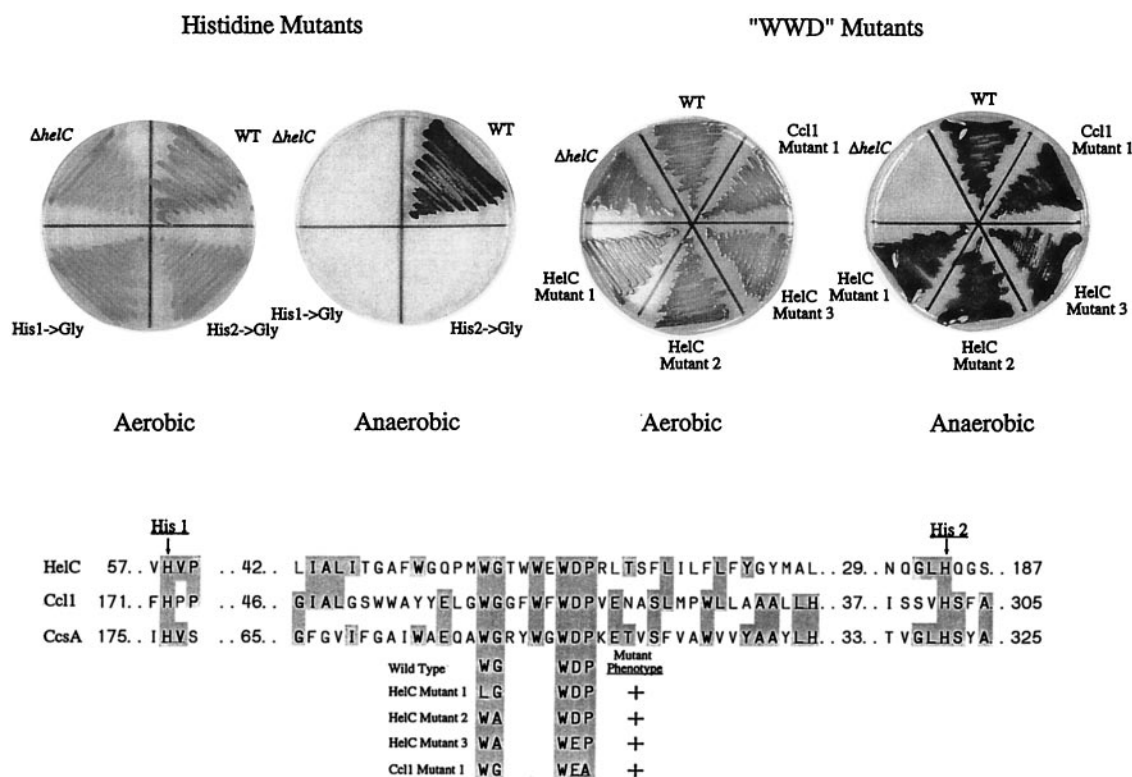 Histidine Mutants
"WWD" Mutants
ΔhelC
WT
His1->Gly
His2->Gly
ΔhelC
WT
His1->Gly
His2->Gly
WT
ΔhelC
Ccl1
Mutant 1
HelC
Mutant 1
HelC
Mutant 3
HelC
Mutant 2
WT
ΔhelC
Ccl1
Mutant 1
HelC
Mutant 1
HelC
Mutant 3
HelC
Mutant 2
Aerobic
Anaerobic
Aerobic
Anaerobic
His 1
His 2
HelC 57..VHVP ..42.. LIALITGAFWGQPMWGTWWEWDPRLTSFLILFLFYGYMAL..29..NQGLHQGS..187
Ccl1 171..FHPP ..46.. GIALGSWWAYYELGWGGFWFWDPVENASLMPWLLAAALLH..37..ISSVHSFA..305
CcsA 175..IHVS ..65.. GFGVIFGAIWAEQAWGRYWGWDPKETVSFVAWVVYAAYLH..33..TVGLHSYA..325
Wild Type WG WDP Mutant
Phenotype
HelC Mutant 1 LG WDP +
HelC Mutant 2 WA WDP +
HelC Mutant 3 WA WEP +
Ccl1 Mutant 1 WG WEA +